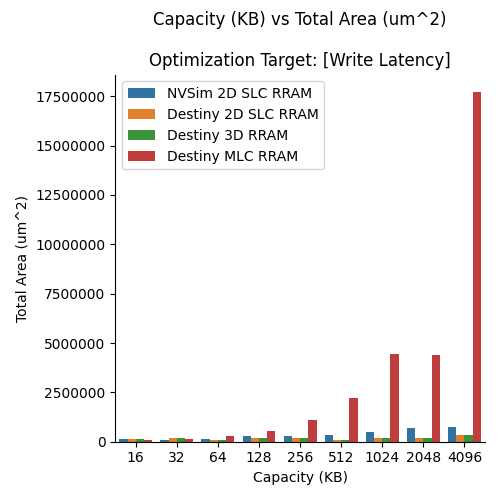 Capacity (KB) vs Total Area (um^2)
Optimization Target: [Write Latency]
NVSim 2D SLC RRAM
Destiny 2D SLC RRAM
Destiny 3D RRAM
Destiny MLC RRAM
Total Area (um^2)
17500000
15000000
12500000
10000000
7500000
5000000
2500000
0
16 32 64 128 256 512 1024 2048 4096
Capacity (KB)